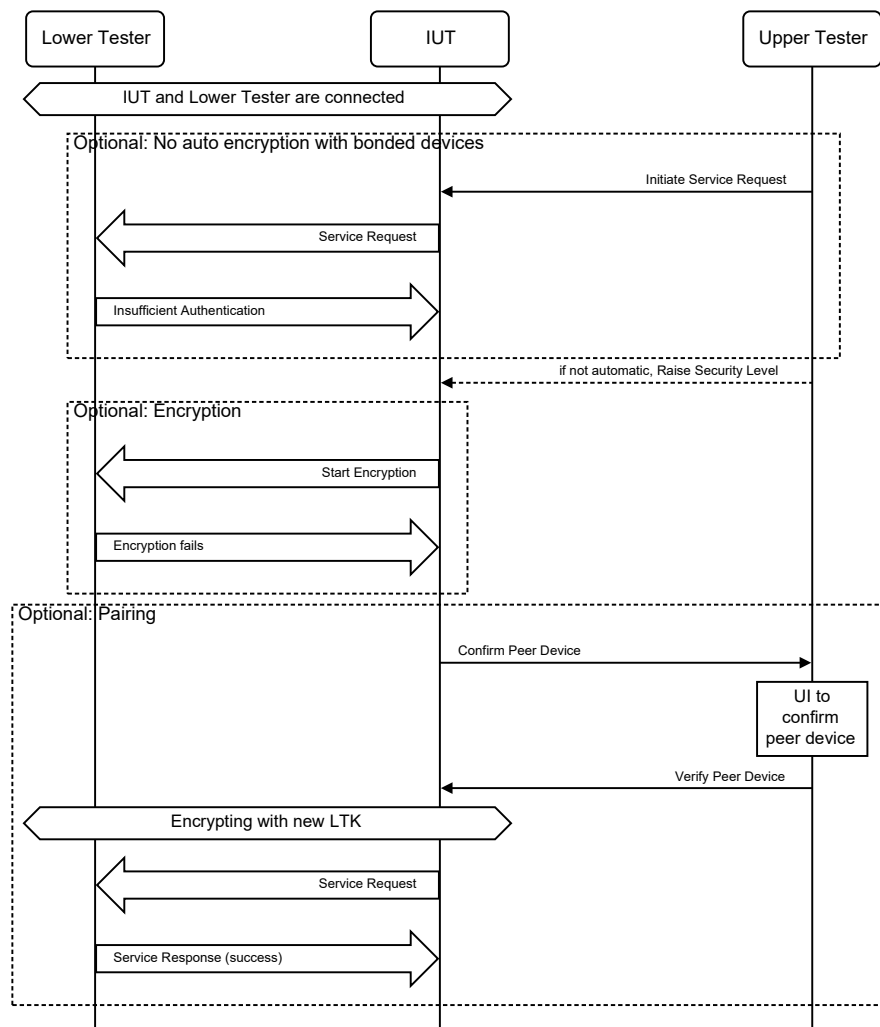 Lower Tester
IUT
Upper Tester
IUT and Lower Tester are connected
Optional: No auto encryption with bonded devices
Initiate Service Request
Service Request
Insufficient Authentication
if not automatic, Raise Security Level
Optional: Encryption
Start Encryption
Encryption fails
Optional: Pairing
Confirm Peer Device
UI to
confirm
peer device
Verify Peer Device
Encrypting with new LTK
Service Request
Service Response (success)